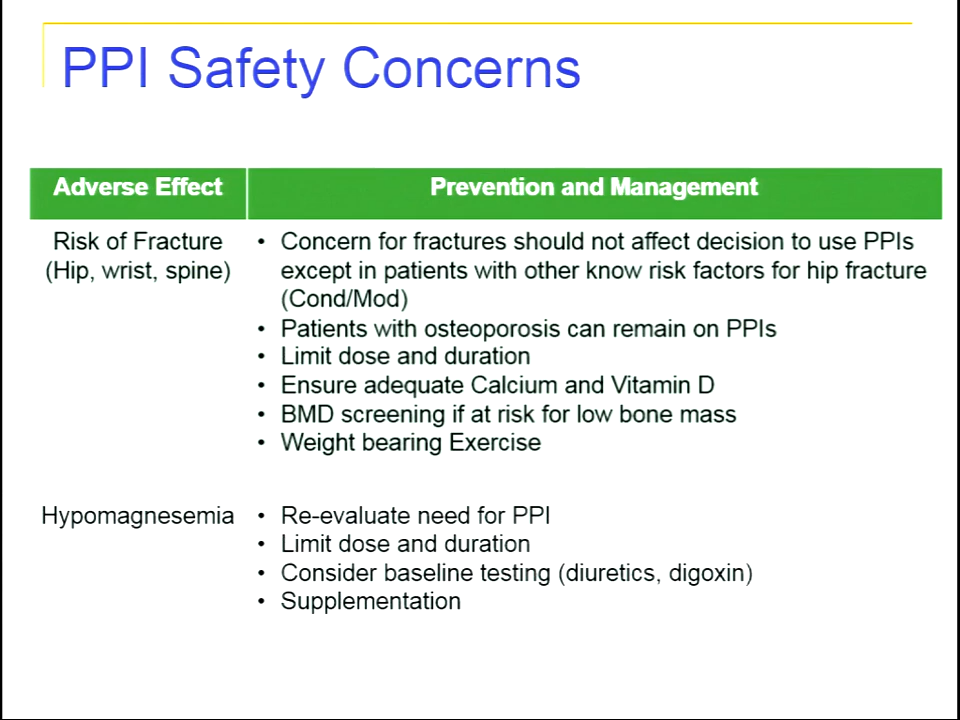 PPI Safety Concerns
Adverse Effect
Prevention and Management
Risk of Fracture
(Hip, wrist, spine)
• Concern for fractures should not affect decision to use PPIs
except in patients with other know risk factors for hip fracture
(Cond/Mod)
• Patients with osteoporosis can remain on PPIs
• Limit dose and duration
• Ensure adequate Calcium and Vitamin D
• BMD screening if at risk for low bone mass
• Weight bearing Exercise
Hypomagnesemia
• Re-evaluate need for PPI
• Limit dose and duration
• Consider baseline testing (diuretics, digoxin)
• Supplementation